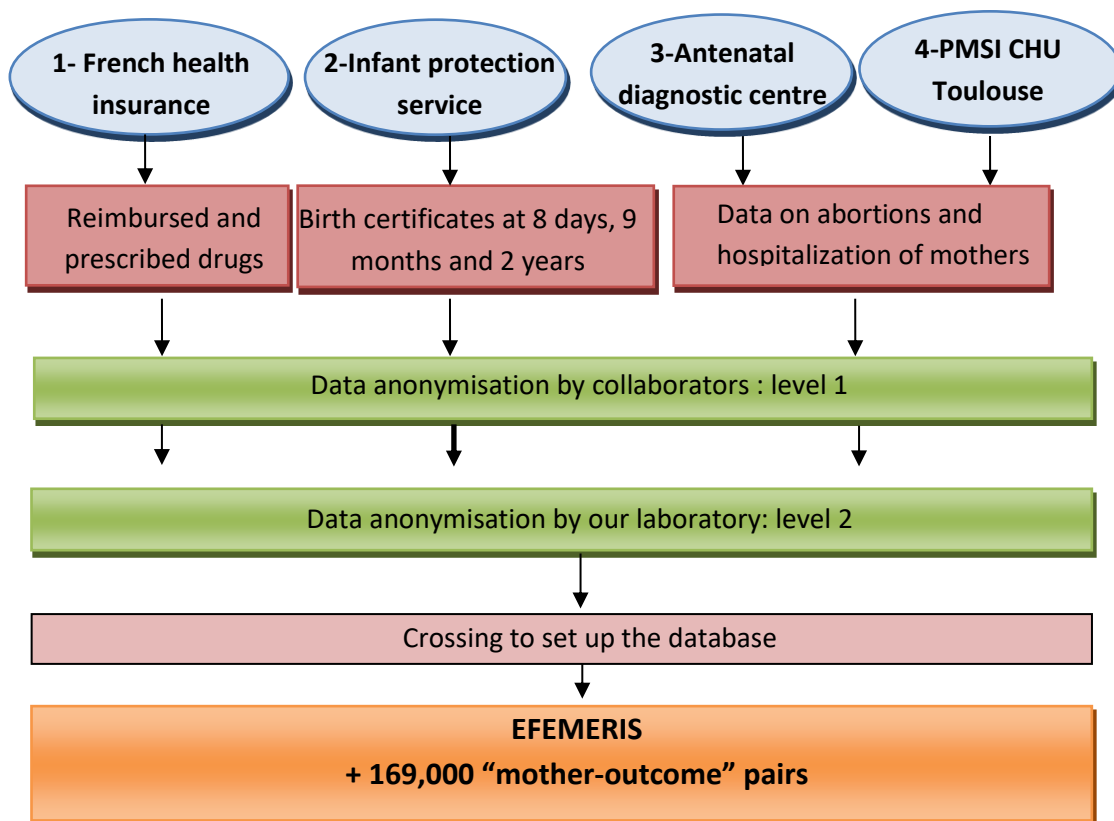 1- French health
insurance
2-Infant protection
service
3-Antenatal
diagnostic centre
4-PMSI CHU
Toulouse
Reimbursed and
prescribed drugs
Birth certificates at 8 days, 9
months and 2 years
Data on abortions and
hospitalization of mothers
Data anonymisation by collaborators : level 1
Data anonymisation by our laboratory: level 2
Crossing to set up the database
EFEMERIS
+ 169,000 “mother-outcome” pairs